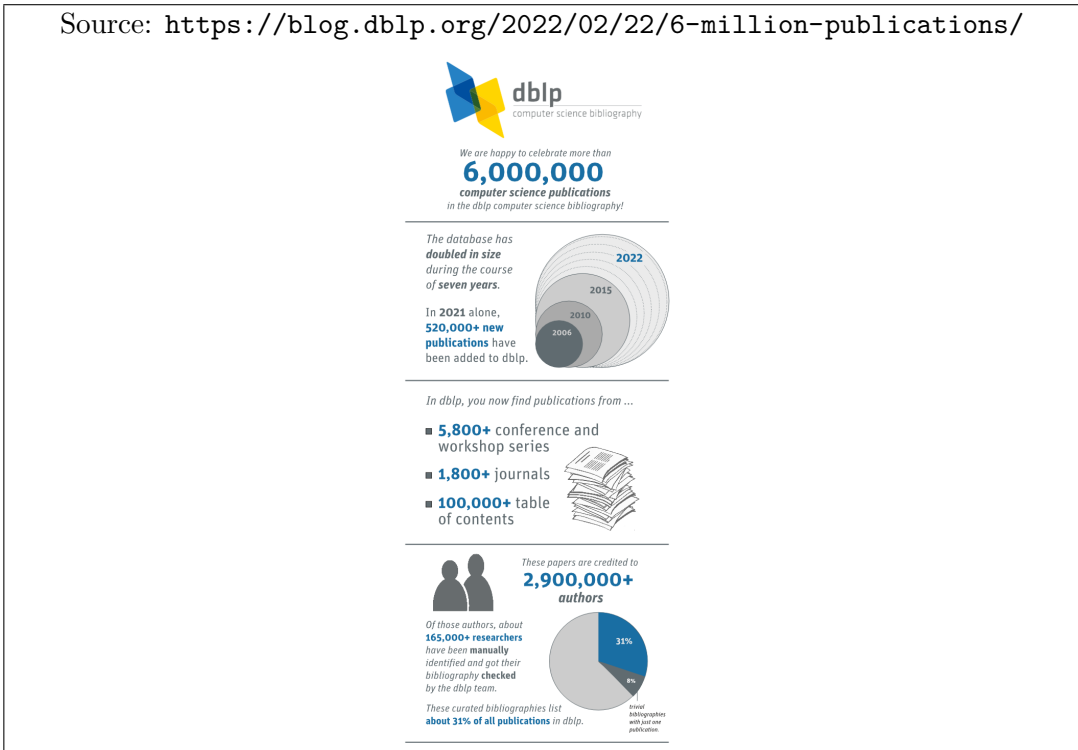 Source: https://blog.dblp.org/2022/02/22/6-million-publications/
dblp
computer science bibliography
We are happy to celebrate more than
6,000,000
computer science publications
in the dblp computer science bibliography!
The database has
doubled in size
during the course
of seven years.
In 2021 alone,
520,000+ new
publications have
been added to dblp.
2022
2015
2010
2006
In dblp, you now find publications from ...
5,800+ conference and
workshop series
1,800+ journals
100,000+ table
of contents
These papers are credited to
2,900,000+
authors
Of those authors, about
165,000+ researchers
have been manually
identified and got their
bibliography checked
by the dblp team.
These curated bibliographies list
about 31% of all publications in dblp.
31%
8%
trivial
bibliographies
with just one
publication.